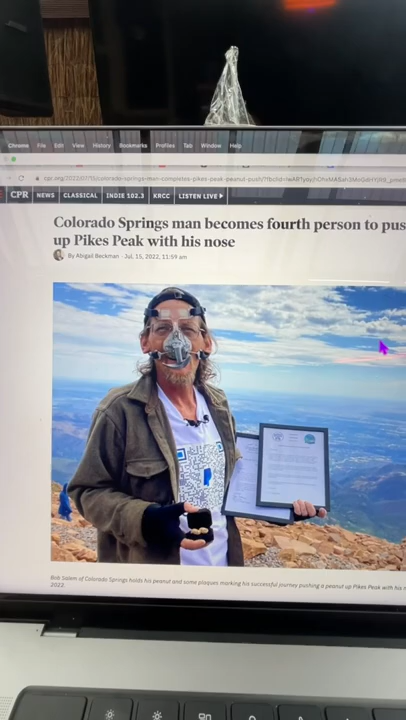 Chrome File Edit View History Bookmarks Profiles Tab Window Help
CPR NEWS CLASSICAL INDIE 102.3 KRCC LISTEN LIVE
Colorado Springs man becomes fourth person to pus
up Pikes Peak with his nose
By Abigail Beckman · Jul. 15, 2022, 11:59 am
Bob Salem of Colorado Springs holds his peanut and some plaques marking his successful journey pushing a peanut up Pikes Peak with his n
2022.